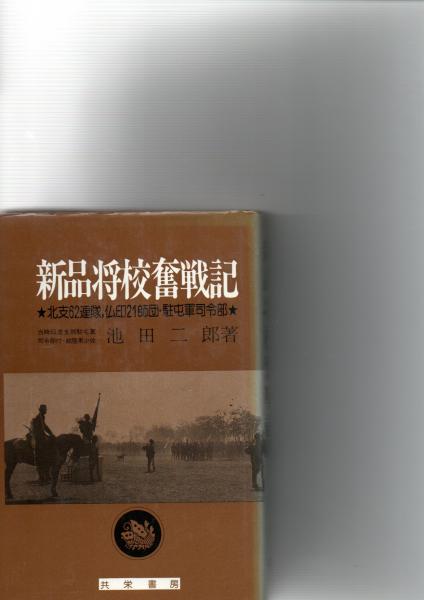 新品将校奮戦記
★北支62連隊,仏印21師団・駐屯軍司令部★
池田二郎著
共栄書房